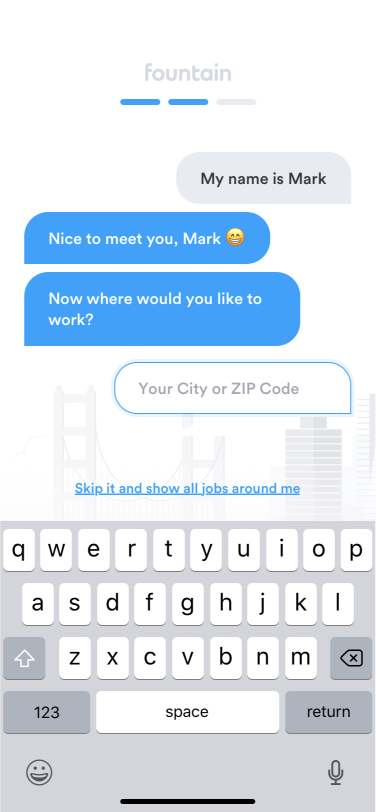 fountain
My name is Mark
Nice to meet you, Mark 😁
Now where would you like to
work?
Your City or ZIP Code
Skip it and show all jobs around me
q w e r t y u i o p
a s d f g h j k l
z x c v b n m
123 space return